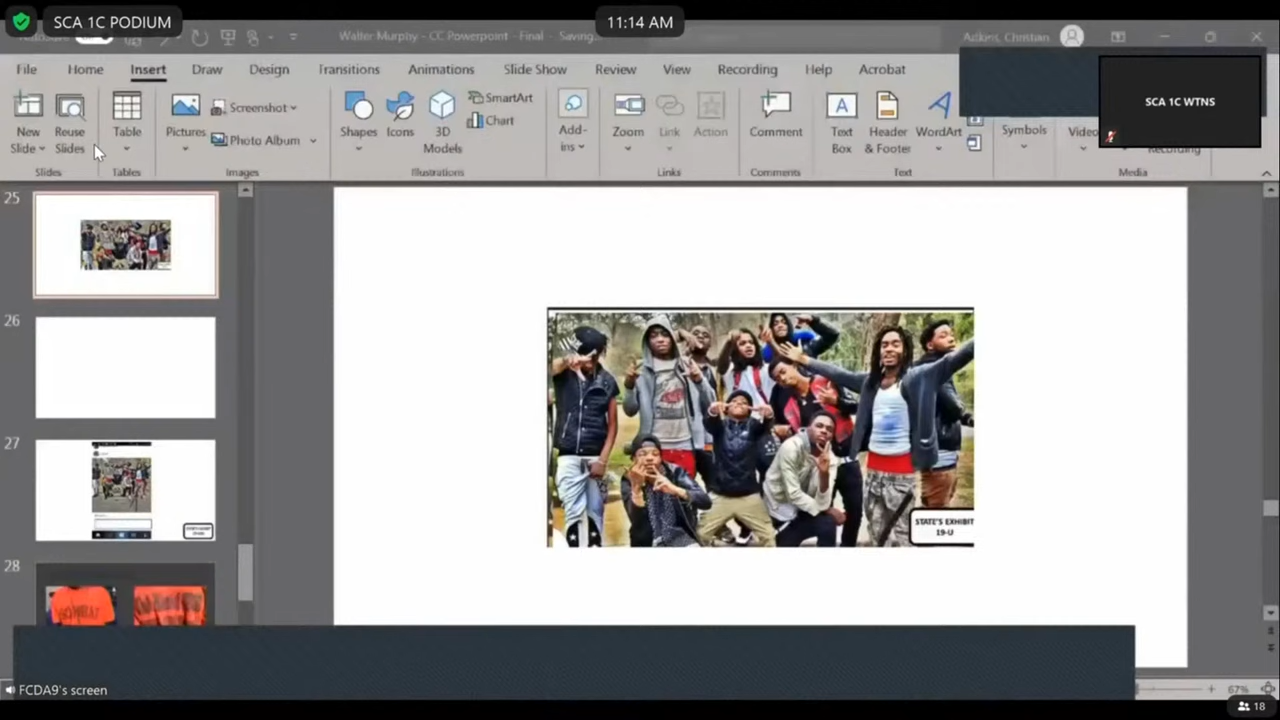 SCA 1C PODIUM
11:14 AM
Walter Murphy - CC Powerpoint - Final - Saving...
Adkins, Christian
File Home Insert Draw Design Transitions Animations Slide Show Review View Recording Help Acrobat
SCA 1C WTNS
New Slide
Reuse Slides
Table
Pictures
Screenshot
Photo Album
Shapes
Icons
3D Models
SmartArt
Chart
Add-ins
Zoom
Link
Action
Comment
Text Box
Header & Footer
WordArt
Symbols
Video
Recording
Slides Tables Images Illustrations Links Comments Text Media
25
26
27
28
STATE'S EXHIBIT
19-U
67%
FCDA9's screen
18